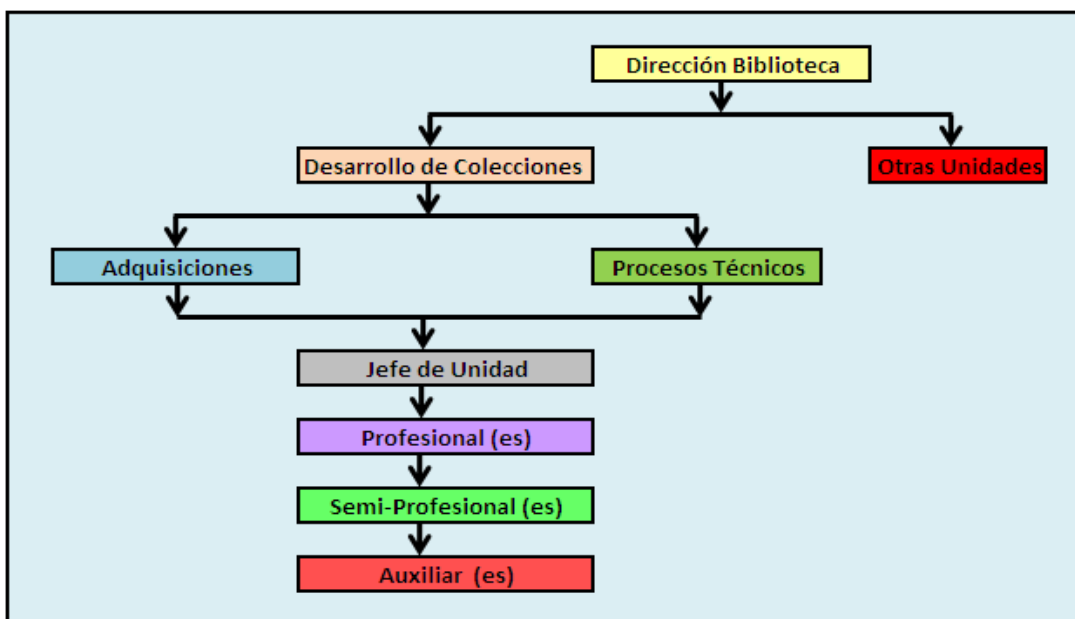 Dirección Biblioteca
Desarrollo de Colecciones
Otras Unidades
Adquisiciones
Procesos Técnicos
Jefe de Unidad
Profesional (es)
Semi-Profesional (es)
Auxiliar (es)